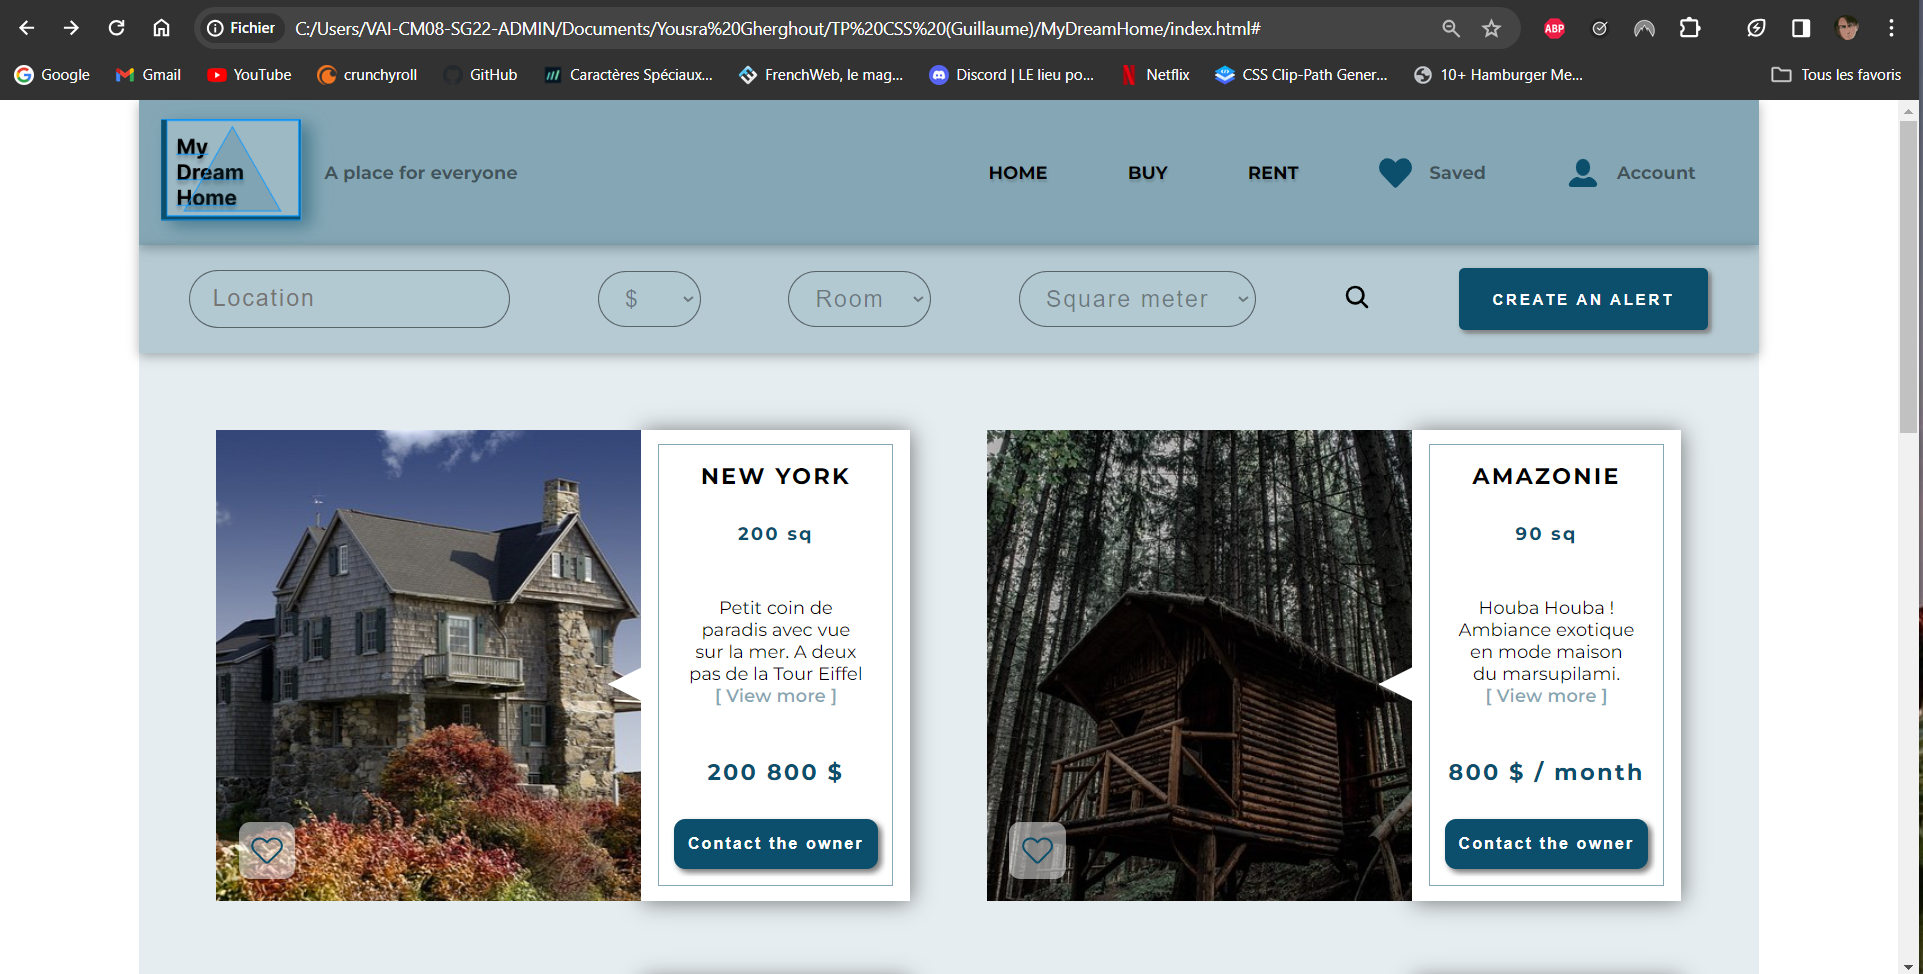 Fichier
C:/Users/VAI-CM08-SG22-ADMIN/Documents/Yousra%20Gherghout/TP%20CSS%20(Guillaume)/MyDreamHome/index.html#
ABP
Google
Gmail
YouTube
crunchyroll
GitHub
Caractères Spéciaux...
FrenchWeb, le mag...
Discord | LE lieu po...
Netflix
CSS Clip-Path Gener...
10+ Hamburger Me...
Tous les favoris
My
Dream
Home
A place for everyone
HOME
BUY
RENT
Saved
Account
Location
$
Room
Square meter
CREATE AN ALERT
NEW YORK
200 sq
Petit coin de
paradis avec vue
sur la mer. A deux
pas de la Tour Eiffel
[ View more ]
200 800 $
Contact the owner
AMAZONIE
90 sq
Houba Houba !
Ambiance exotique
en mode maison
du marsupilami.
[ View more ]
800 $ / month
Contact the owner